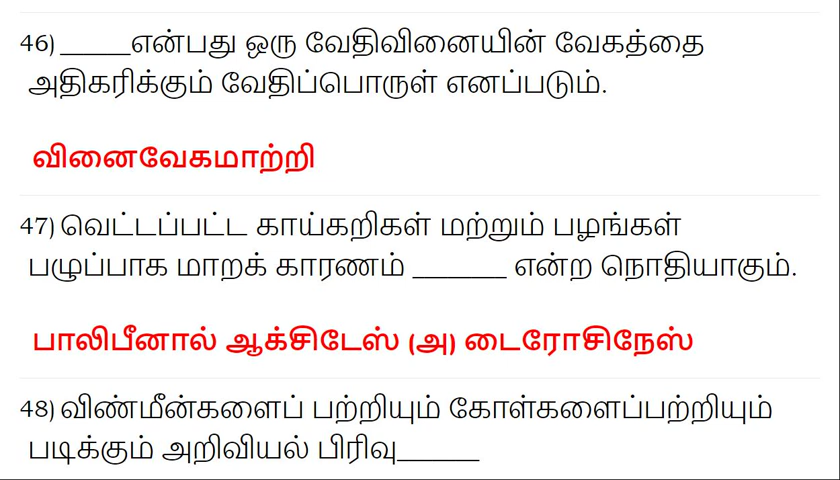 46) _____என்பது ஒரு வேதிவினையின் வேகத்தை
அதிகரிக்கும் வேதிப்பொருள் எனப்படும்.
வினைவேகமாற்றி
47) வெட்டப்பட்ட காய்கறிகள் மற்றும் பழங்கள்
பழுப்பாக மாறக் காரணம் _______ என்ற நொதியாகும்.
பாலிபீனால் ஆக்சிடேஸ் (அ) டைரோசிநேஸ்
48) விண்மீன்களைப் பற்றியும் கோள்களைப்பற்றியும்
படிக்கும் அறிவியல் பிரிவு______